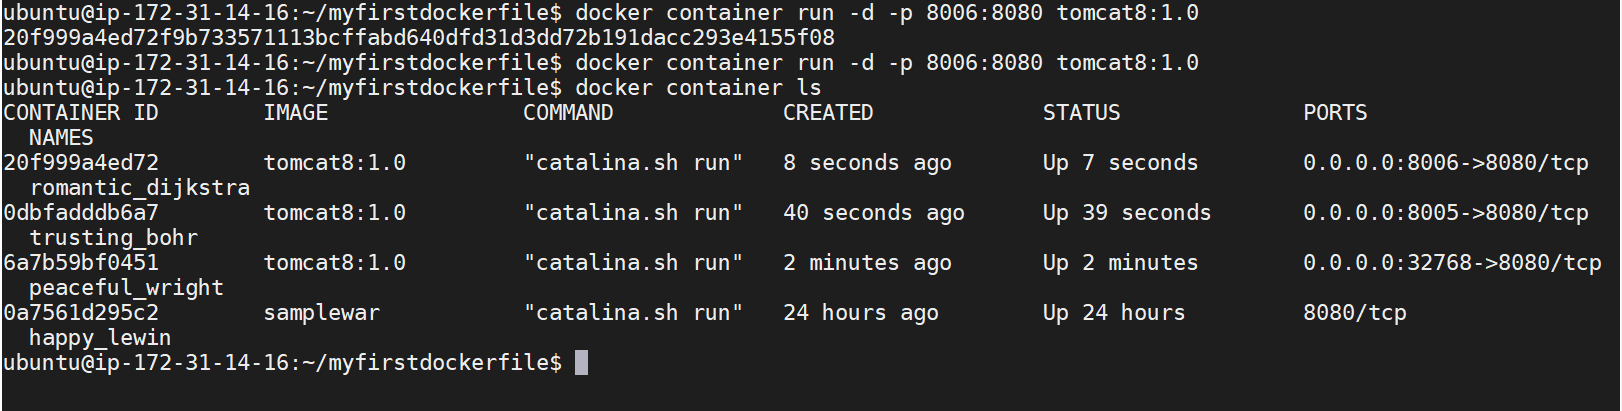 ubuntu@ip-172-31-14-16:~/myfirstdockerfile$ docker container run -d -p 8006:8080 tomcat8:1.0
20f999a4ed72f9b733571113bcffabd640dfd31d3dd72b191dacc293e4155f08
ubuntu@ip-172-31-14-16:~/myfirstdockerfile$ docker container run -d -p 8006:8080 tomcat8:1.0
ubuntu@ip-172-31-14-16:~/myfirstdockerfile$ docker container ls
CONTAINER ID        IMAGE               COMMAND             CREATED             STATUS              PORTS
  NAMES
20f999a4ed72        tomcat8:1.0         "catalina.sh run"   8 seconds ago       Up 7 seconds        0.0.0.0:8006->8080/tcp
  romantic_dijkstra
0dbfadddb6a7        tomcat8:1.0         "catalina.sh run"   40 seconds ago      Up 39 seconds       0.0.0.0:8005->8080/tcp
  trusting_bohr
6a7b59bf0451        tomcat8:1.0         "catalina.sh run"   2 minutes ago       Up 2 minutes        0.0.0.0:32768->8080/tcp
  peaceful_wright
0a7561d295c2        samplewar           "catalina.sh run"   24 hours ago        Up 24 hours         8080/tcp
  happy_lewin
ubuntu@ip-172-31-14-16:~/myfirstdockerfile$